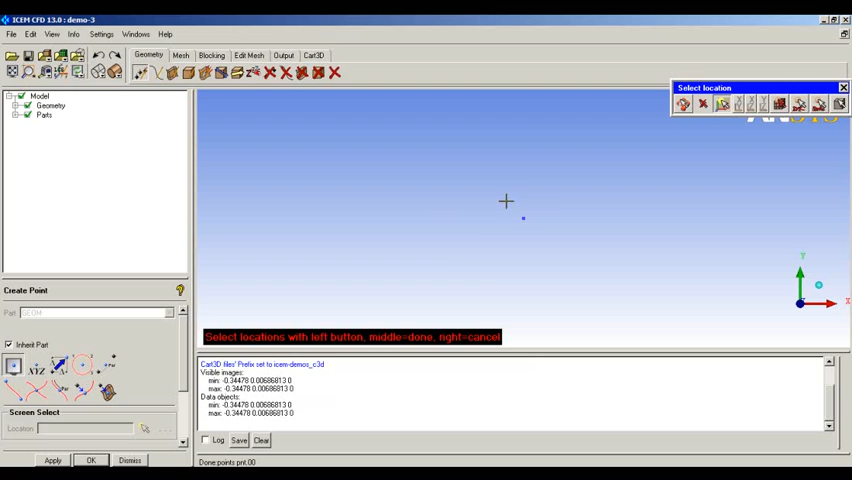 ICEM CFD 13.0 : demo-3
File Edit View Info Settings Windows Help
Geometry Mesh Blocking Edit Mesh Output Cart3D
Select location
Model
Geometry
Parts
Create Point
Part GEOM
Inherit Part
XYZ
Screen Select
Location
Apply OK Dismiss
Select locations with left button, middle=done, right=cancel
Y
X
Cart3D files' Prefix set to icem-demos_c3d
Visible images:
min: -0.34478 0.00686813 0
max: -0.34478 0.00686813 0
Data objects:
min: -0.34478 0.00686813 0
max: -0.34478 0.00686813 0
Log Save Clear
Done:points pnt.00